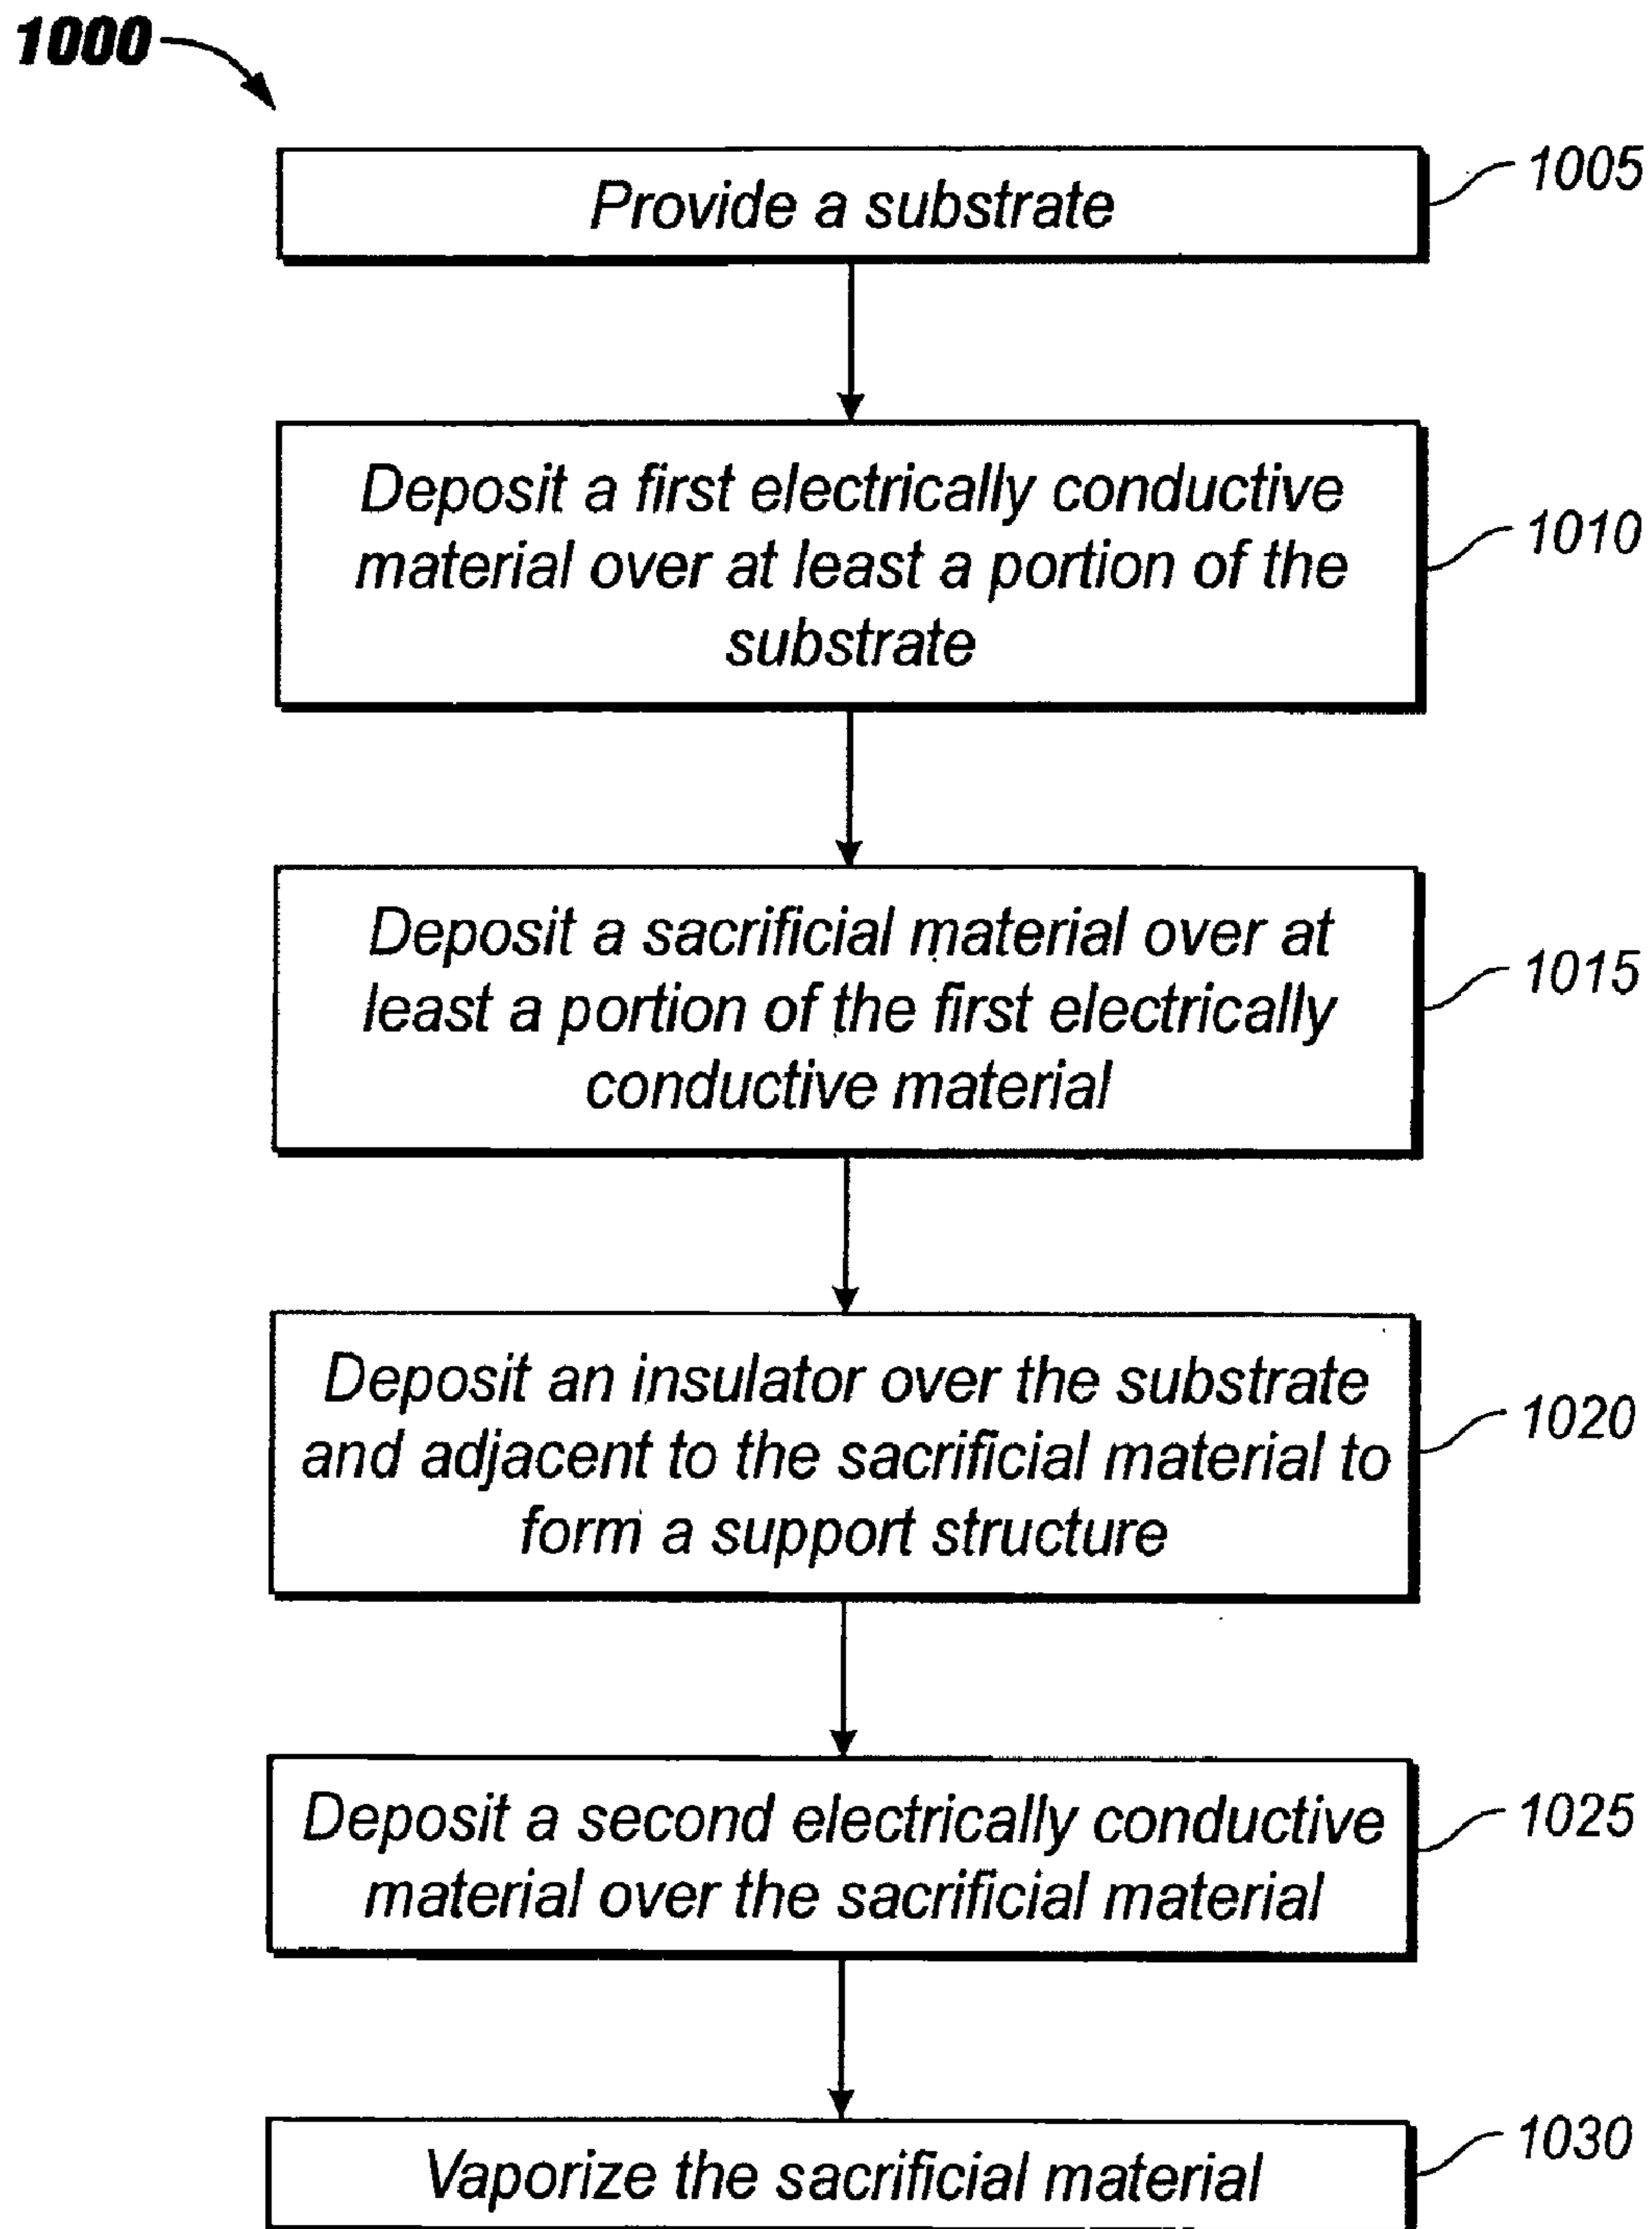 1000
Provide a substrate
1005
Deposit a first electrically conductive
material over at least a portion of the
substrate
1010
Deposit a sacrificial material over at
least a portion of the first electrically
conductive material
1015
Deposit an insulator over the substrate
and adjacent to the sacrificial material to
form a support structure
1020
Deposit a second electrically conductive
material over the sacrificial material
1025
Vaporize the sacrificial material
1030